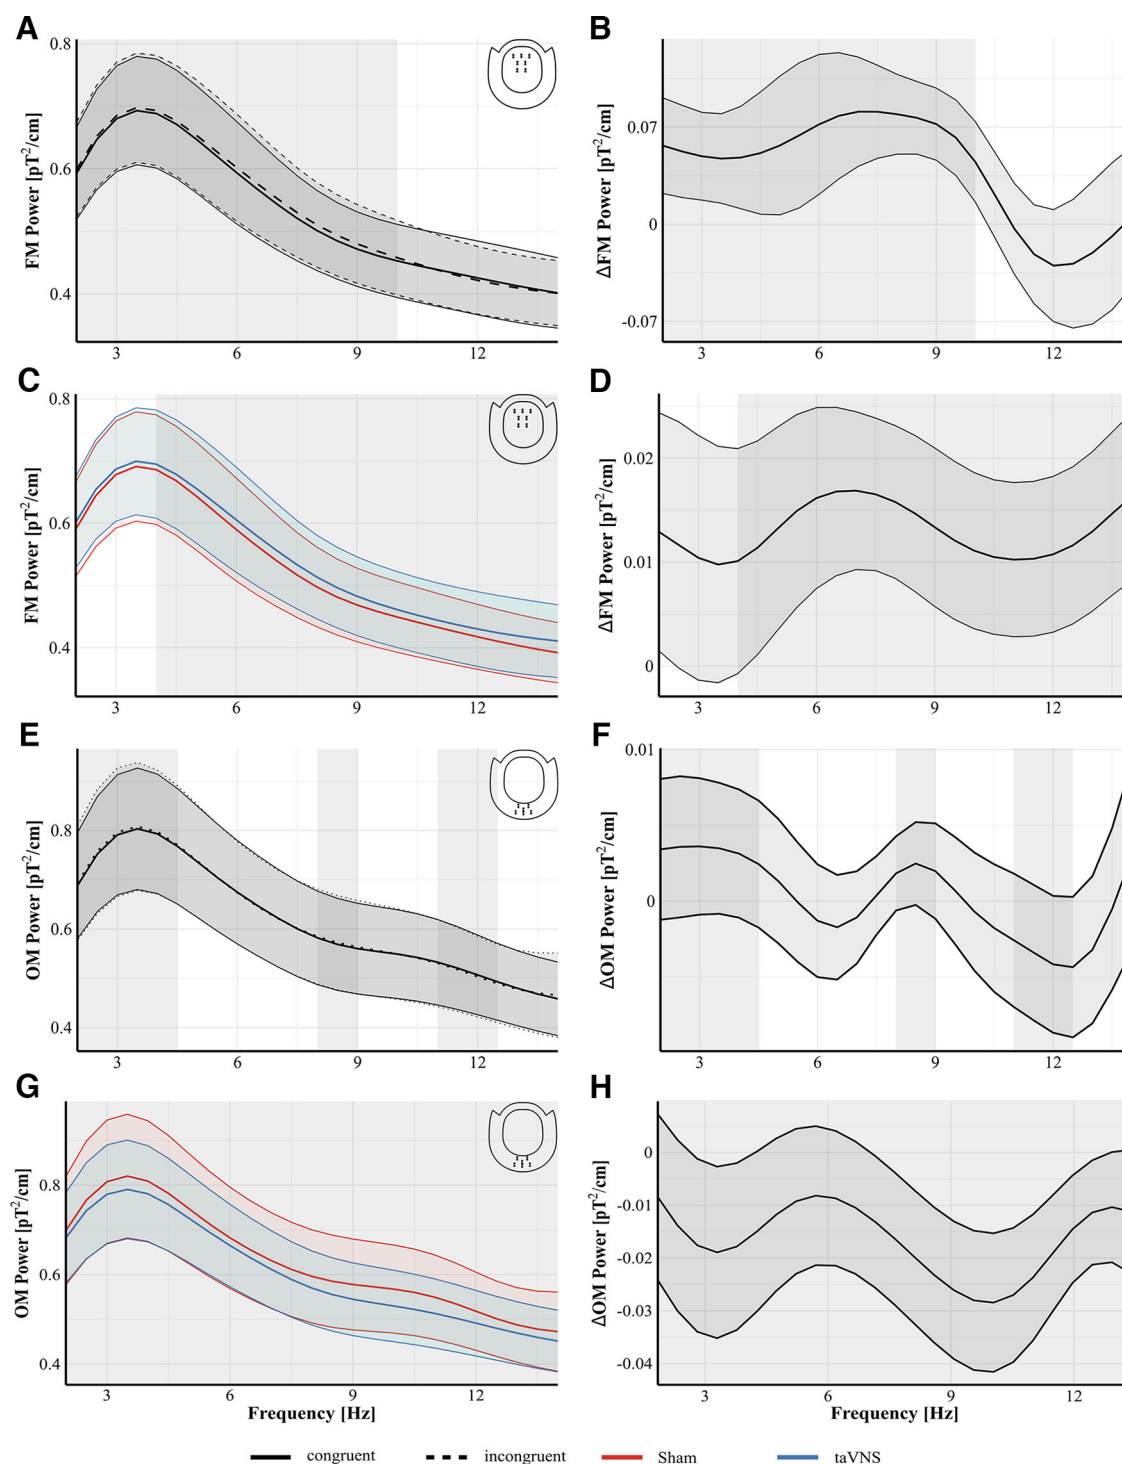 A
B
0.8
0.6
0.4
FM Power [pT²/cm]
3 6 9 12
0.07
0
-0.07
ΔFM Power [pT²/cm]
3 6 9 12
C
D
0.8
0.6
0.4
FM Power [pT²/cm]
3 6 9 12
0.02
0.01
0
ΔFM Power [pT²/cm]
3 6 9 12
E
F
0.8
0.6
0.4
OM Power [pT²/cm]
3 6 9 12
0.01
0
ΔOM Power [pT²/cm]
3 6 9 12
G
H
0.8
0.6
0.4
OM Power [pT²/cm]
3 6 9 12
Frequency [Hz]
0
-0.01
-0.02
-0.03
-0.04
ΔOM Power [pT²/cm]
3 6 9 12
Frequency [Hz]
congruent incongruent Sham taVNS